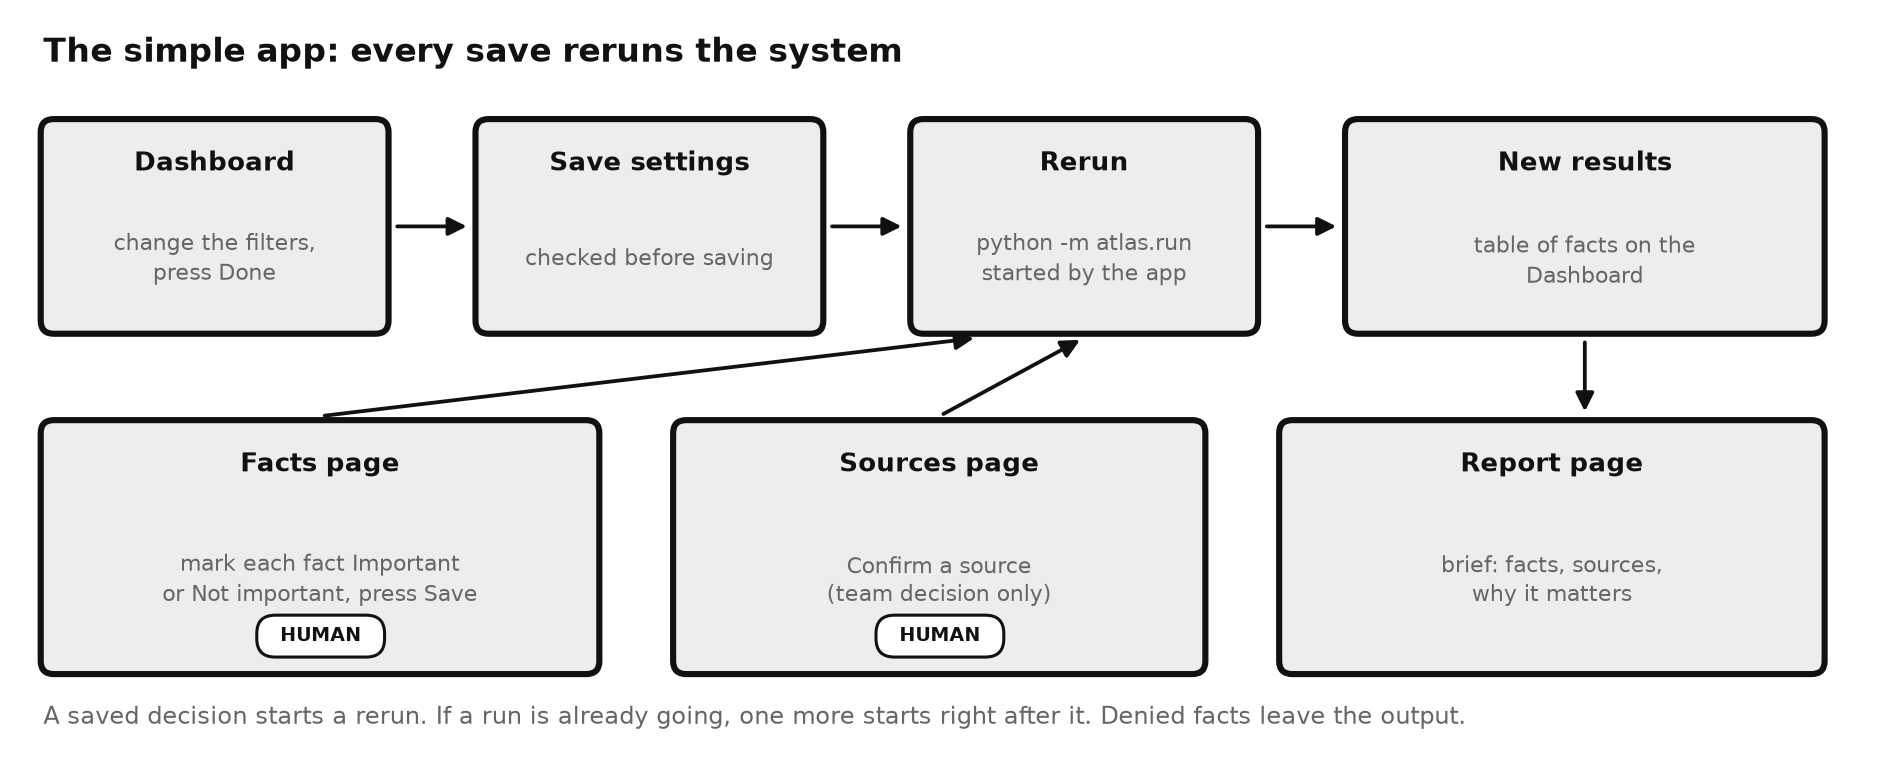 The simple app: every save reruns the system
Dashboard
change the filters,
press Done
Save settings
checked before saving
Rerun
python -m atlas.run
started by the app
New results
table of facts on the
Dashboard
Facts page
mark each fact Important
or Not important, press Save
HUMAN
Sources page
Confirm a source
(team decision only)
HUMAN
Report page
brief: facts, sources,
why it matters
A saved decision starts a rerun. If a run is already going, one more starts right after it. Denied facts leave the output.